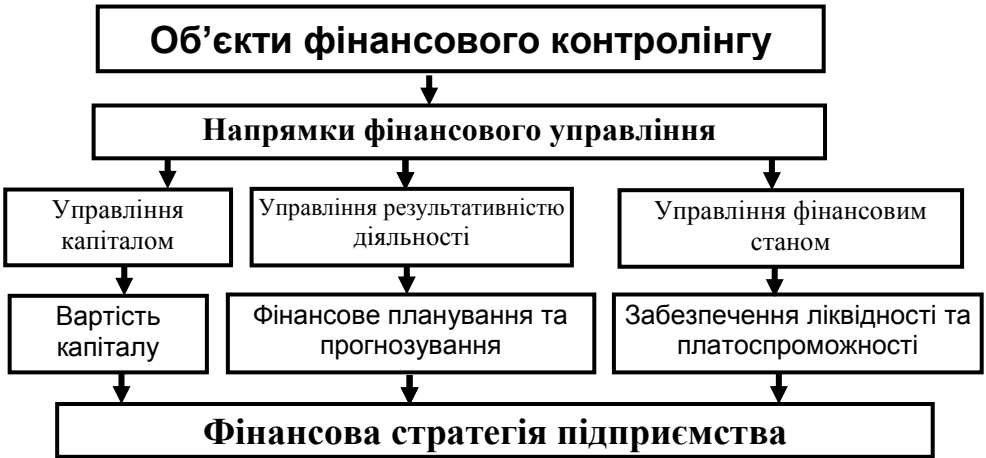 Об’єкти фінансового контролінгу
Напрямки фінансового управління
Управління
капіталом
Управління результативністю
діяльності
Управління фінансовим
станом
Вартість
капіталу
Фінансове планування та
прогнозування
Забезпечення ліквідності та
платоспроможності
Фінансова стратегія підприємства